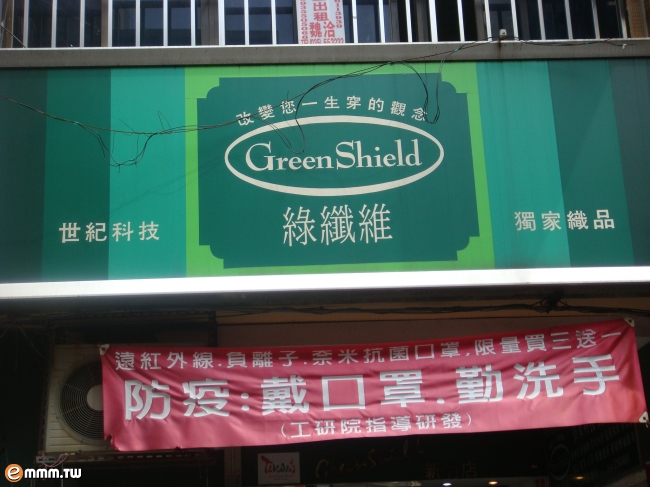 出租
改變您一生穿的觀念
GreenShield
綠纖維
世紀科技
獨家織品
遠紅外線.負離子.奈米抗菌口罩.限量買三送一
防疫:戴口罩.勤洗手
(工研院指導研發)
emmm.TW